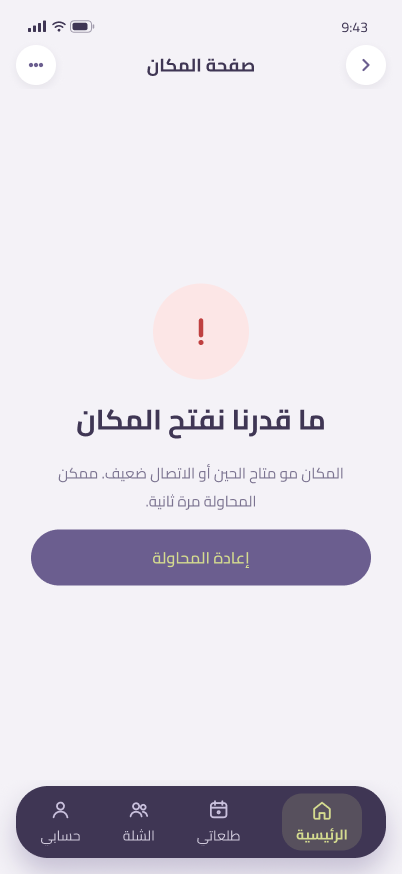 9:43
صفحة المكان
!
ما قدرنا نفتح المكان
المكان مو متاح الحين أو الاتصال ضعيف. ممكن
المحاولة مرة ثانية.
إعادة المحاولة
الرئيسية
طلعاتي
الشلة
حسابي